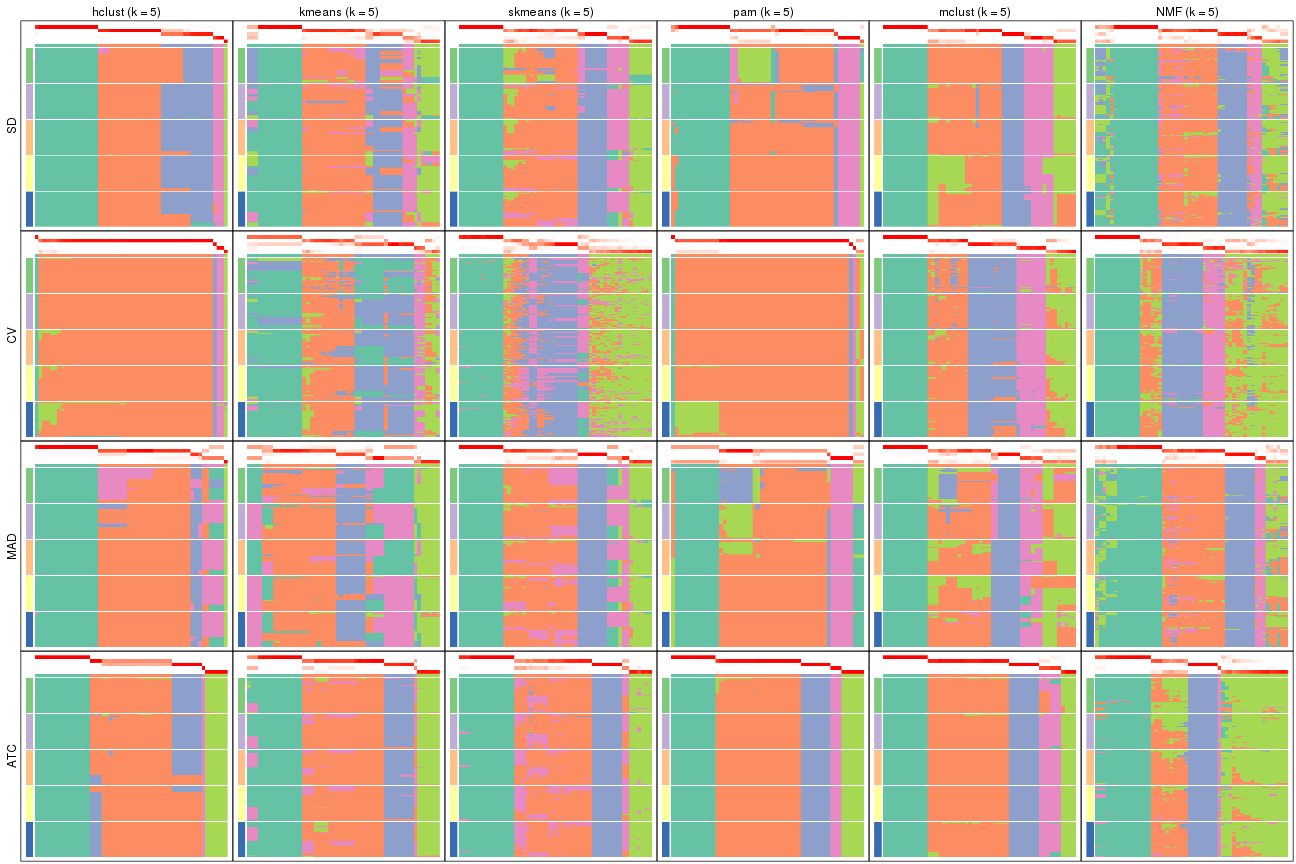 hclust (k = 5) kmeans (k = 5) skmeans (k = 5) pam (k = 5) mclust (k = 5) NMF (k = 5)
SD
CV
MAD
ATC